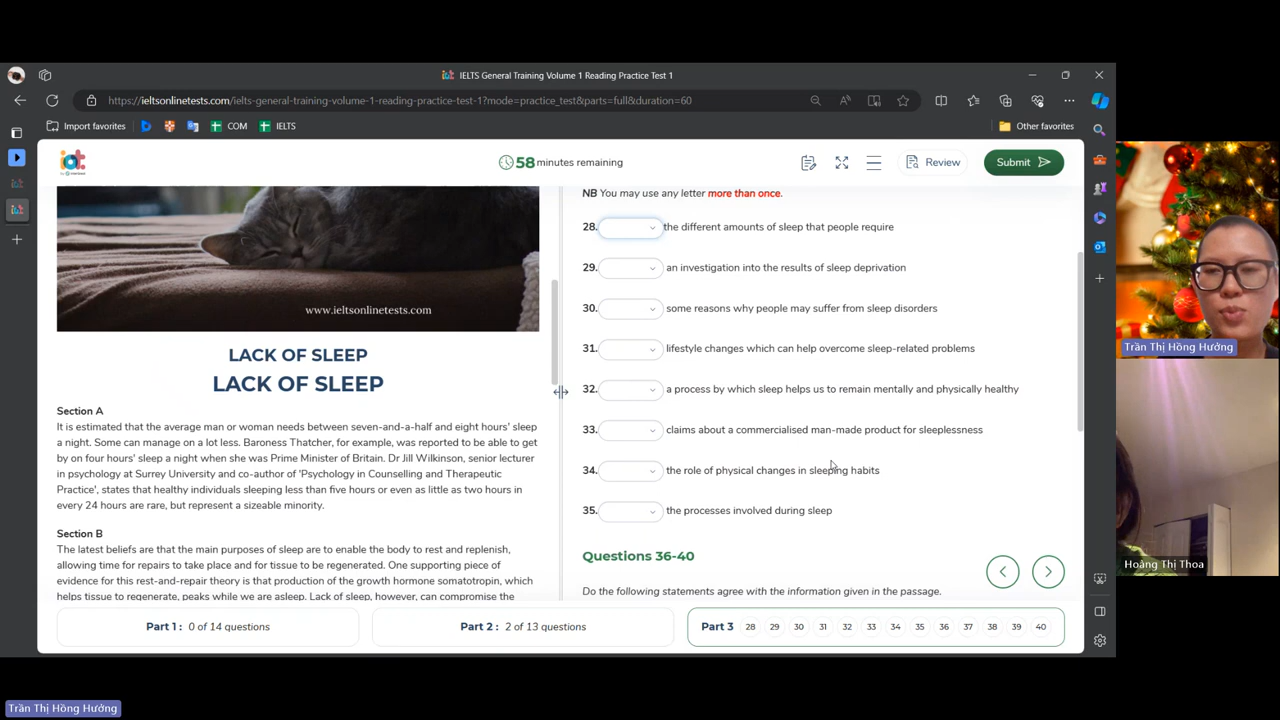 IELTS General Training Volume 1 Reading Practice Test 1
https://ieltsonlinetests.com/ielts-general-training-volume-1-reading-practice-test-1?mode=practice_test&parts=full&duration=60
Import favorites
COM
IELTS
Other favorites
iot
58 minutes remaining
Review
Submit
www.ieltsonlinetests.com
LACK OF SLEEP
LACK OF SLEEP
Section A
It is estimated that the average man or woman needs between seven-and-a-half and eight hours' sleep
a night. Some can manage on a lot less. Baroness Thatcher, for example, was reported to be able to get
by on four hours' sleep a night when she was Prime Minister of Britain. Dr Jill Wilkinson, senior lecturer
in psychology at Surrey University and co-author of 'Psychology in Counselling and Therapeutic
Practice', states that healthy individuals sleeping less than five hours or even as little as two hours in
every 24 hours are rare, but represent a sizeable minority.
Section B
The latest beliefs are that the main purposes of sleep are to enable the body to rest and replenish,
allowing time for repairs to take place and for tissue to be regenerated. One supporting piece of
evidence for this rest-and-repair theory is that production of the growth hormone somatotropin, which
helps tissue to regenerate, peaks while we are asleep. Lack of sleep, however, can compromise the
NB You may use any letter more than once.
28. the different amounts of sleep that people require
29. an investigation into the results of sleep deprivation
30. some reasons why people may suffer from sleep disorders
31. lifestyle changes which can help overcome sleep-related problems
32. a process by which sleep helps us to remain mentally and physically healthy
33. claims about a commercialised man-made product for sleeplessness
34. the role of physical changes in sleeping habits
35. the processes involved during sleep
Questions 36-40
Do the following statements agree with the information given in the passage.
Part 1 : 0 of 14 questions
Part 2 : 2 of 13 questions
Part 3 28 29 30 31 32 33 34 35 36 37 38 39 40
Trần Thị Hồng Hưởng
Hoàng Thị Thoa
Trần Thị Hồng Hưởng